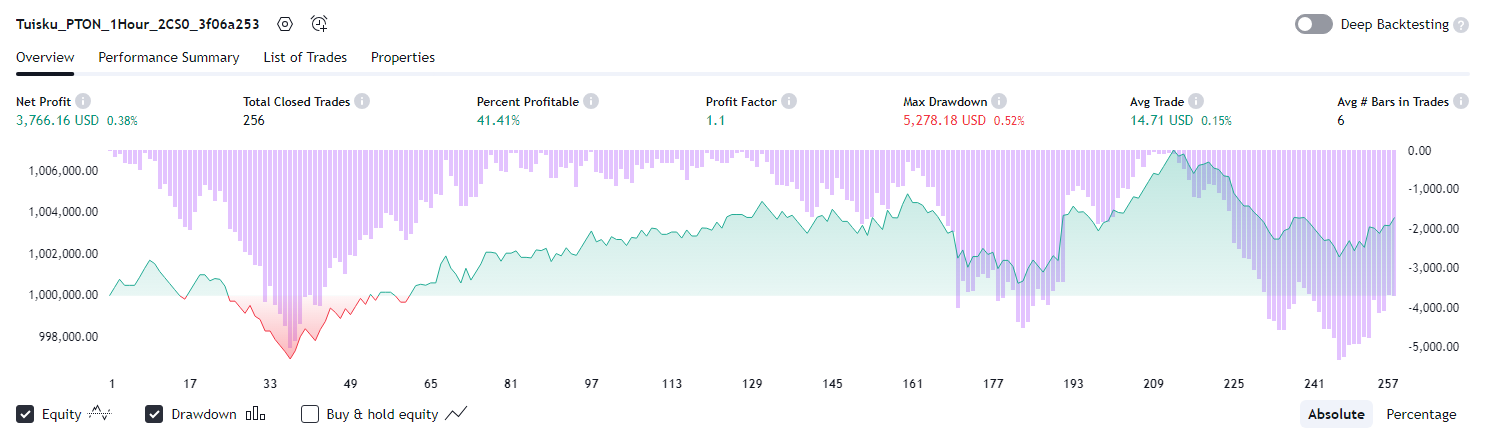 Tuisku_PTON_1Hour_2CS0_3f06a253
Deep Backtesting ?
Overview Performance Summary List of Trades Properties
Net Profit i Total Closed Trades i Percent Profitable i Profit Factor i Max Drawdown i Avg Trade i Avg # Bars in Trades i
3,766.16 USD 0.38% 256 41.41% 1.1 5,278.18 USD 0.52% 14.71 USD 0.15% 6
1,006,000.00
1,004,000.00
1,002,000.00
1,000,000.00
998,000.00
0.00
-1,000.00
-2,000.00
-3,000.00
-4,000.00
-5,000.00
1 17 33 49 65 81 97 113 129 145 161 177 193 209 225 241 257
Equity Drawdown Buy & hold equity Absolute Percentage